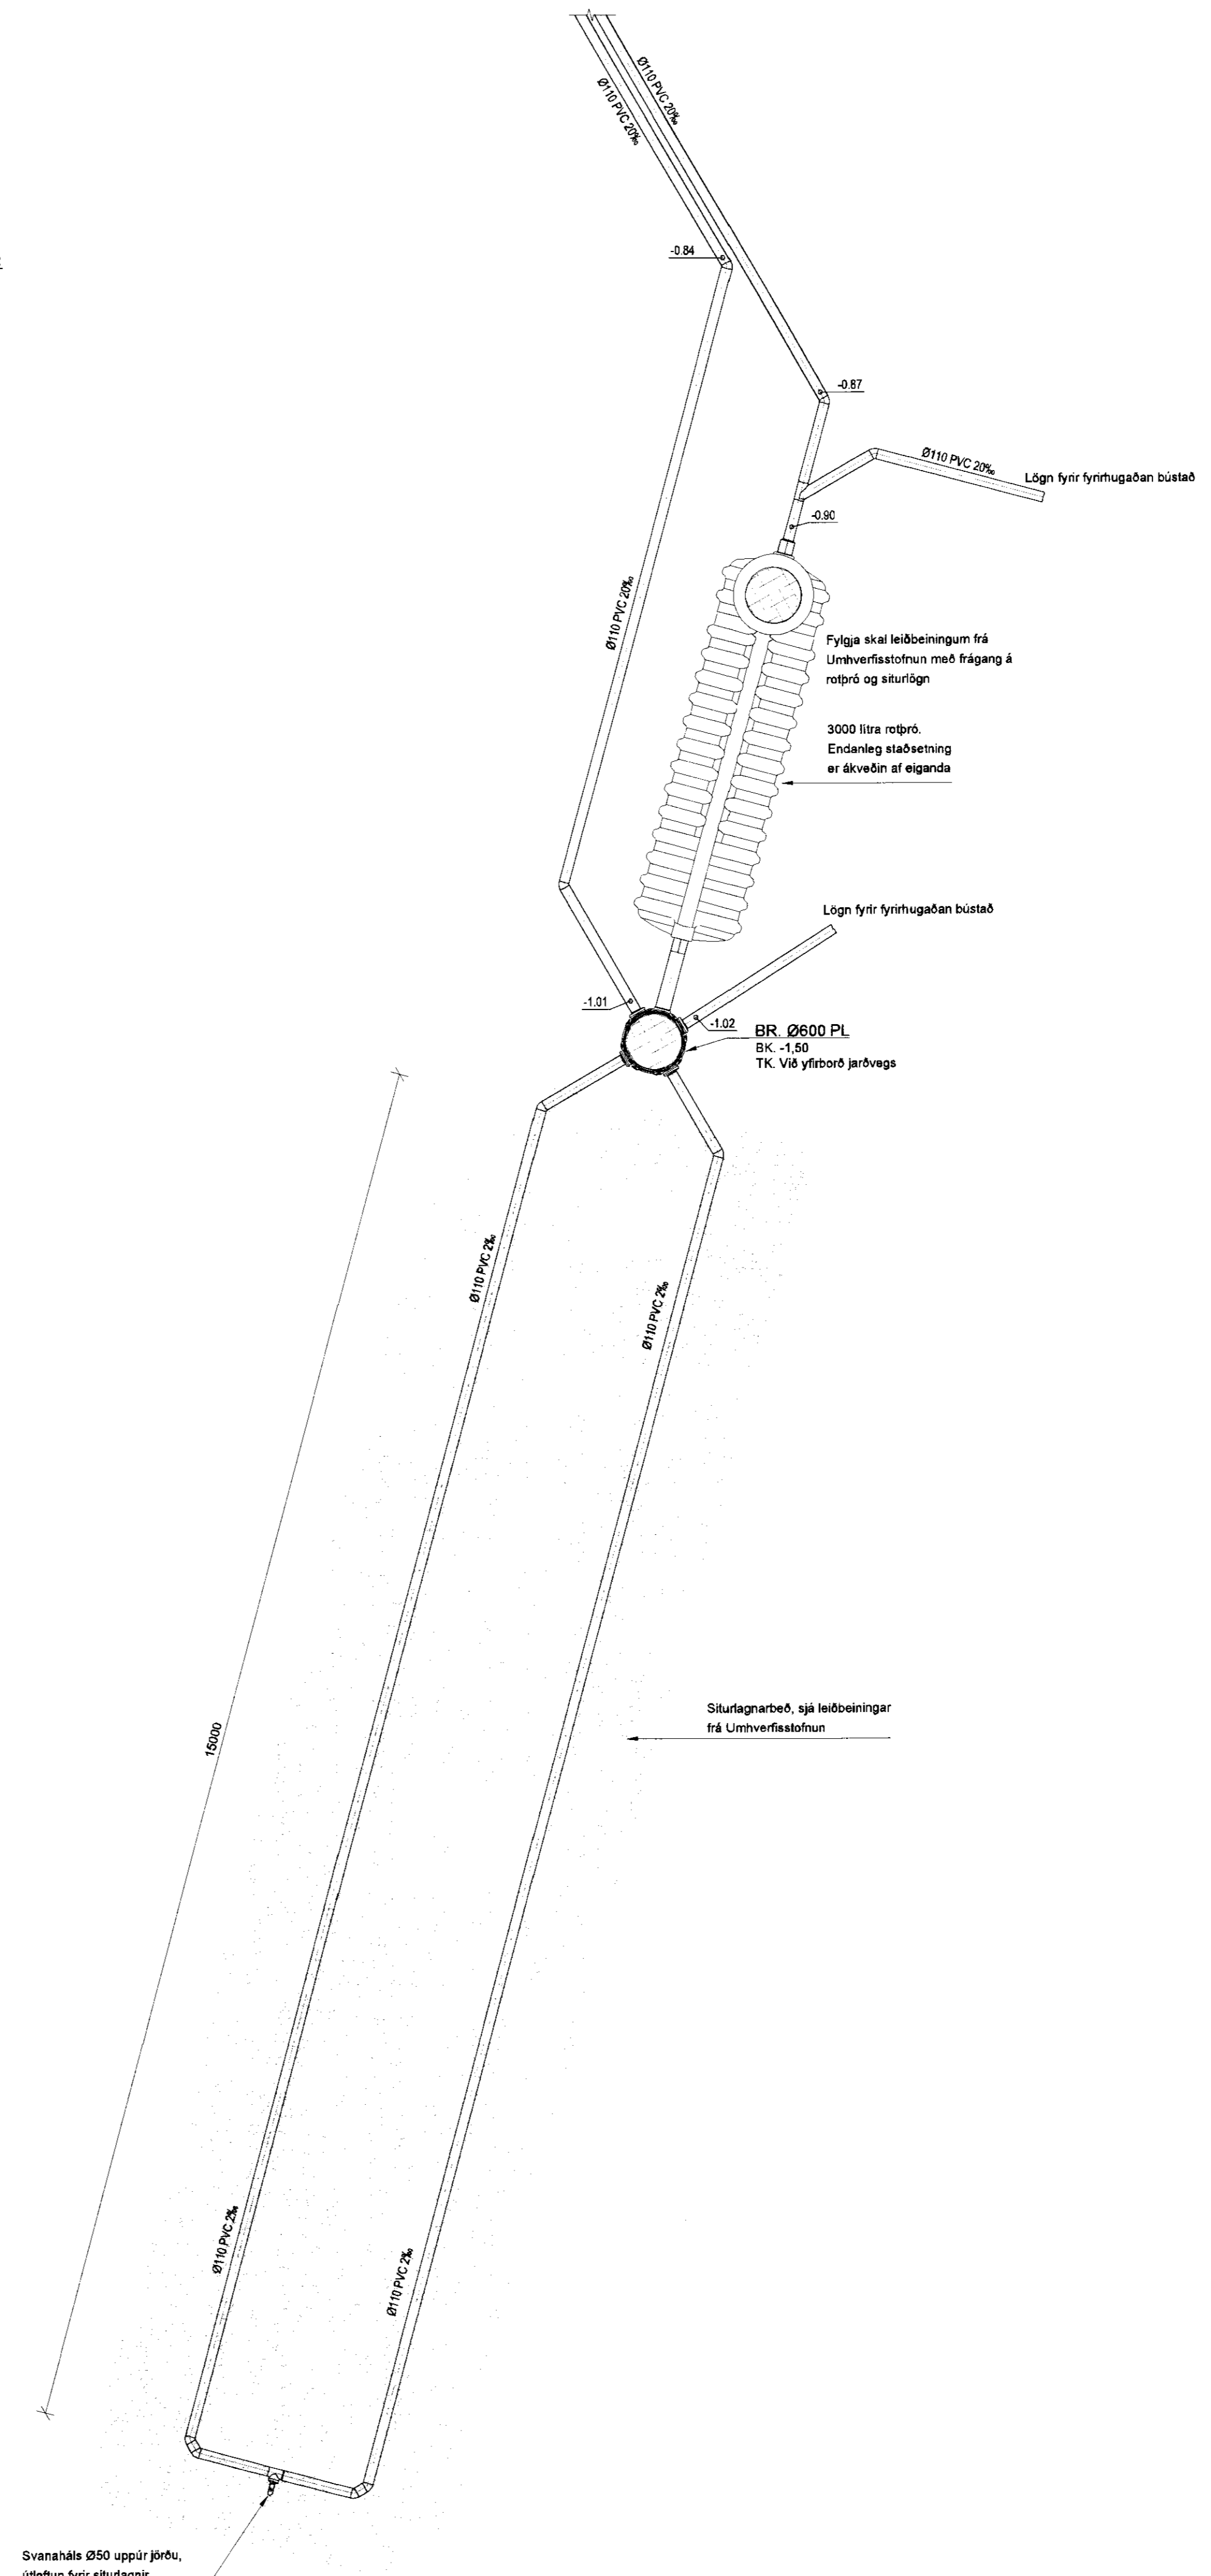 Ø110 PVC 20‰
Ø110 PVC 20‰
-0.84
-0.87
Ø110 PVC 20‰
Lögn fyrir fyrirhugaðan bústað
-0.90
Ø110 PVC 20‰
Fylgja skal leiðbeiningum frá
Umhverfisstofnun með frágang á
rotþró og siturlögn
3000 lítra rotþró.
Endanleg staðsetning
er ákveðin af eiganda
Lögn fyrir fyrirhugaðan bústað
-1.01
-1.02
BR. Ø600 PL
BK. -1,50
TK. Við yfirborð jarðvegs
Ø110 PVC 2‰
Ø110 PVC 2‰
15000
Siturlagnarbeð, sjá leiðbeiningar
frá Umhverfisstofnun
Ø110 PVC 2‰
Ø110 PVC 2‰
Svanaháls Ø50 uppúr jörðu,
útloftun fyrir siturlagnir